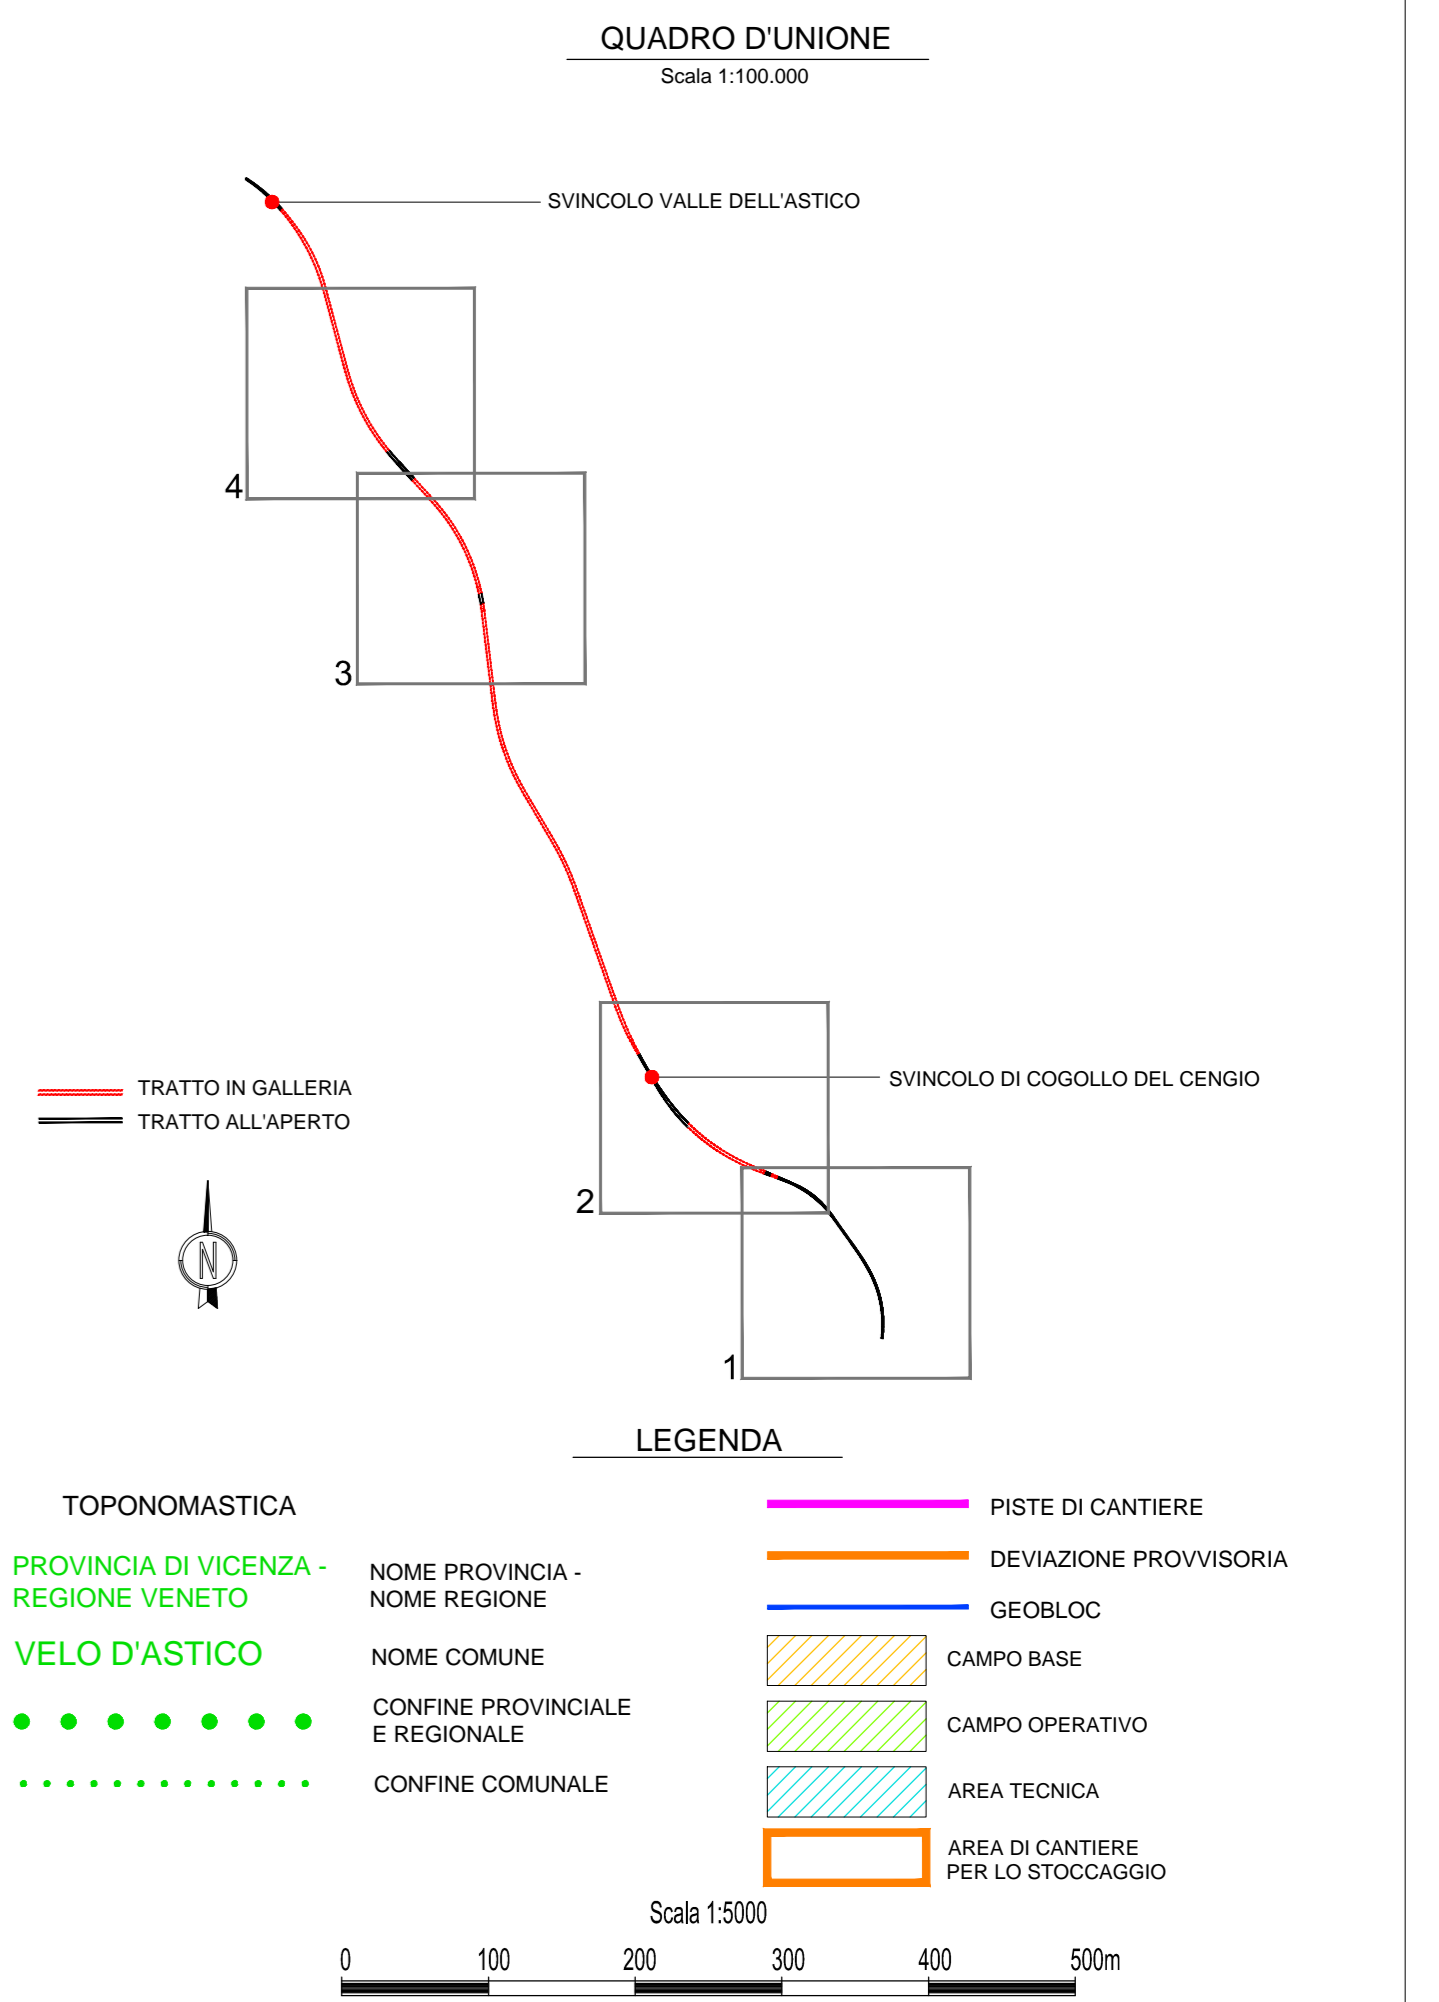 QUADRO D'UNIONE
Scala 1:100.000
SVINCOLO VALLE DELL'ASTICO
4
3
SVINCOLO DI COGOLLO DEL CENGIO
TRATTO IN GALLERIA
TRATTO ALL'APERTO
2
N
1
LEGENDA
TOPONOMASTICA
PROVINCIA DI VICENZA -
REGIONE VENETO
NOME PROVINCIA -
NOME REGIONE
VELO D'ASTICO
NOME COMUNE
CONFINE PROVINCIALE
E REGIONALE
CONFINE COMUNALE
PISTE DI CANTIERE
DEVIAZIONE PROVVISORIA
GEOBLOC
CAMPO BASE
CAMPO OPERATIVO
AREA TECNICA
AREA DI CANTIERE
PER LO STOCCAGGIO
Scala 1:5000
0 100 200 300 400 500m